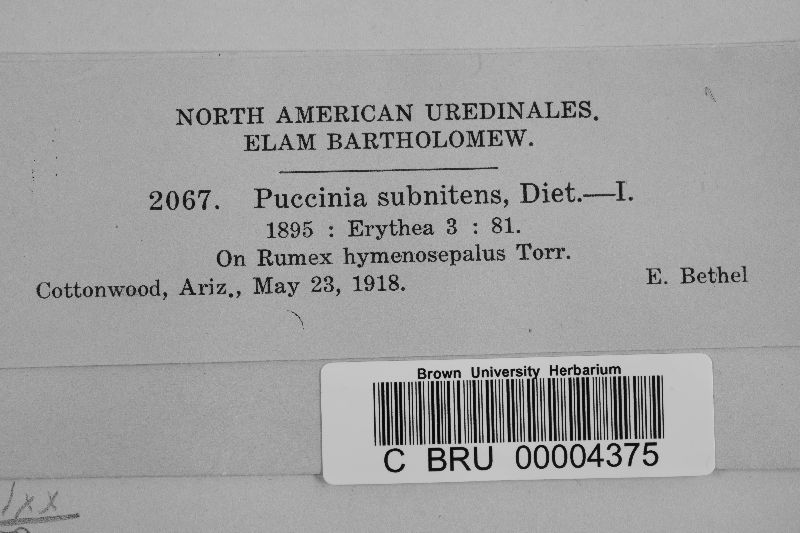 NORTH AMERICAN UREDINALES.
ELAM BARTHOLOMEW.
2067. Puccinia subnitens, Diet.—I.
1895 : Erythea 3 : 81.
On Rumex hymenosepalus Torr.
Cottonwood, Ariz., May 23, 1918. E. Bethel
Brown University Herbarium
C BRU 00004375